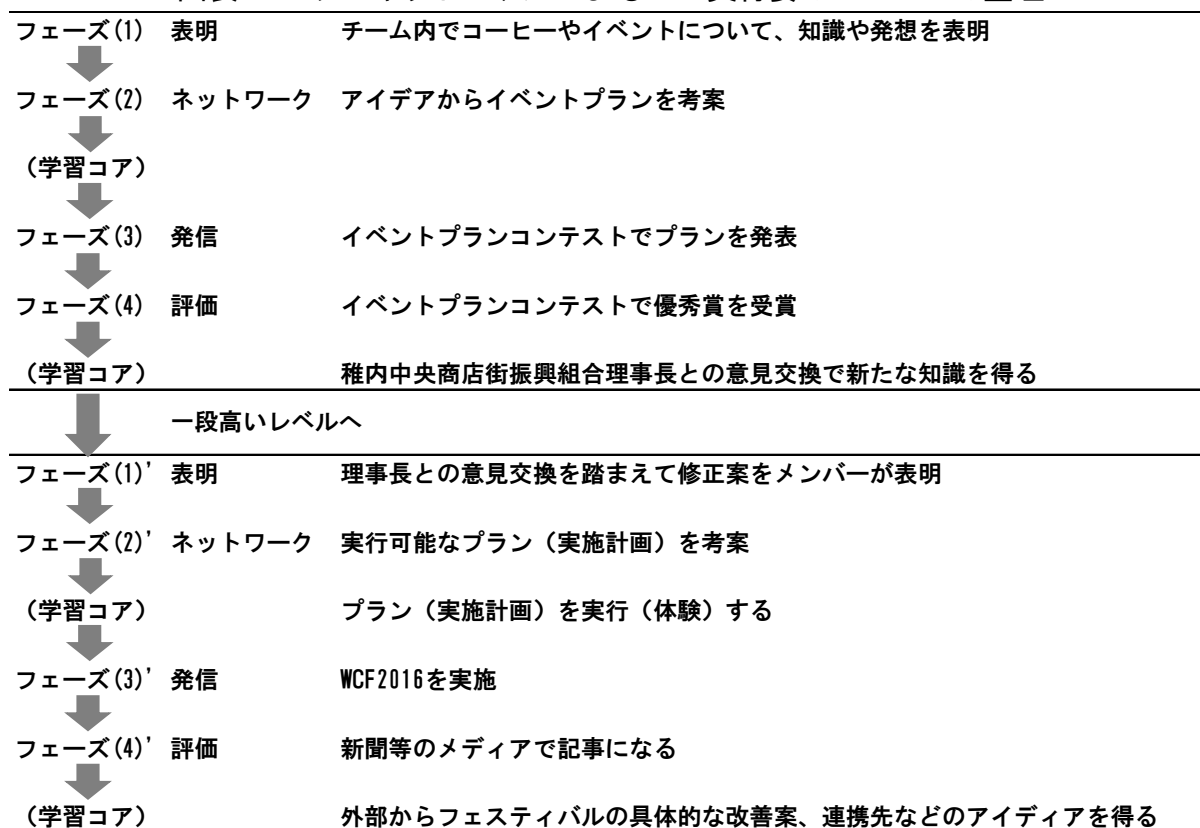 フェーズ(1) 表明 チーム内でコーヒーやイベントについて、知識や発想を表明
フェーズ(2) ネットワーク アイデアからイベントプランを考案
(学習コア)
フェーズ(3) 発信 イベントプランコンテストでプランを発表
フェーズ(4) 評価 イベントプランコンテストで優秀賞を受賞
(学習コア) 稚内中央商店街振興組合理事長との意見交換で新たな知識を得る
一段高いレベルへ
フェーズ(1)' 表明 理事長との意見交換を踏まえて修正案をメンバーが表明
フェーズ(2)' ネットワーク 実行可能なプラン(実施計画)を考案
(学習コア) プラン(実施計画)を実行(体験)する
フェーズ(3)' 発信 WCF2016を実施
フェーズ(4)' 評価 新聞等のメディアで記事になる
(学習コア) 外部からフェスティバルの具体的な改善案、連携先などのアイディアを得る